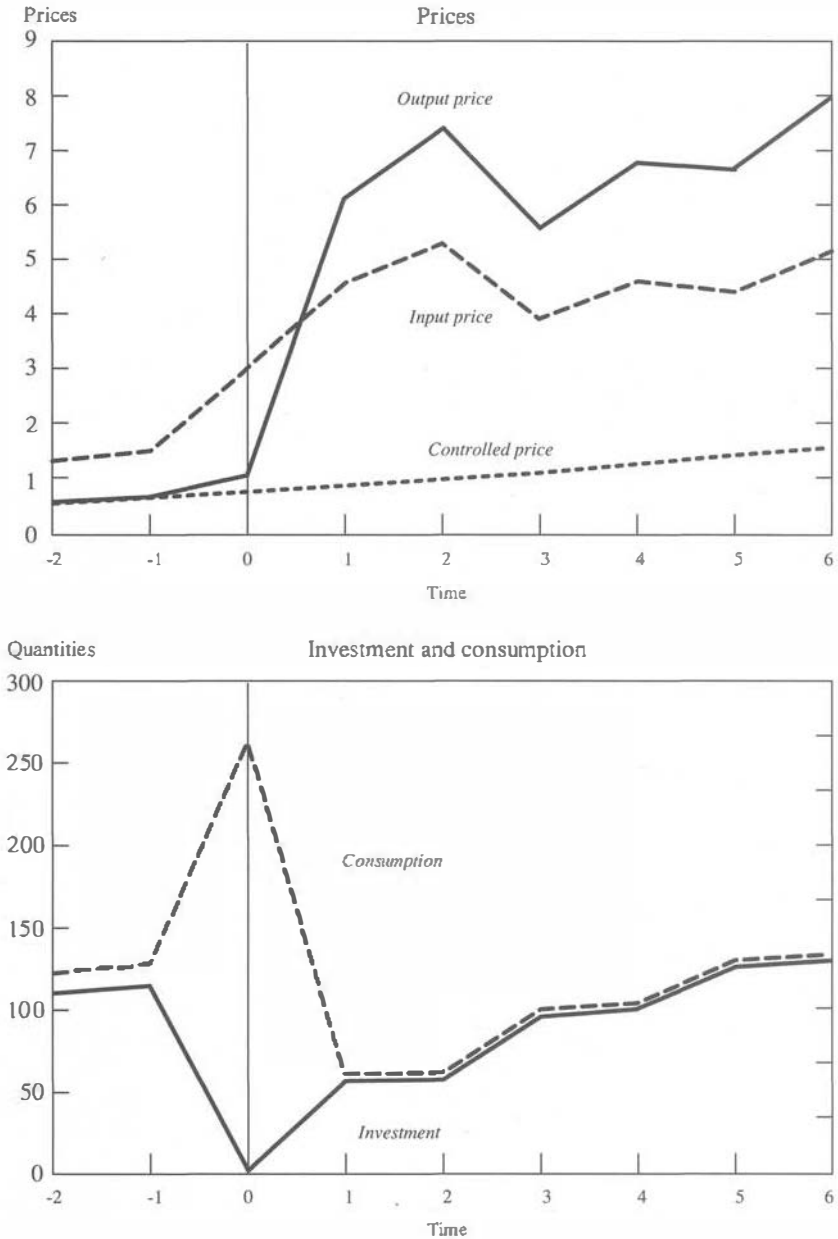 Prices Prices
9
8
7
6
5
4
3
2
1
0
Output price
Input price
Controlled price
-2 -1 0 1 2 3 4 5 6
Time
Quantities Investment and consumption
300
250
200
150
100
50
0
Consumption
Investment
-2 -1 0 1 2 3 4 5 6
Time